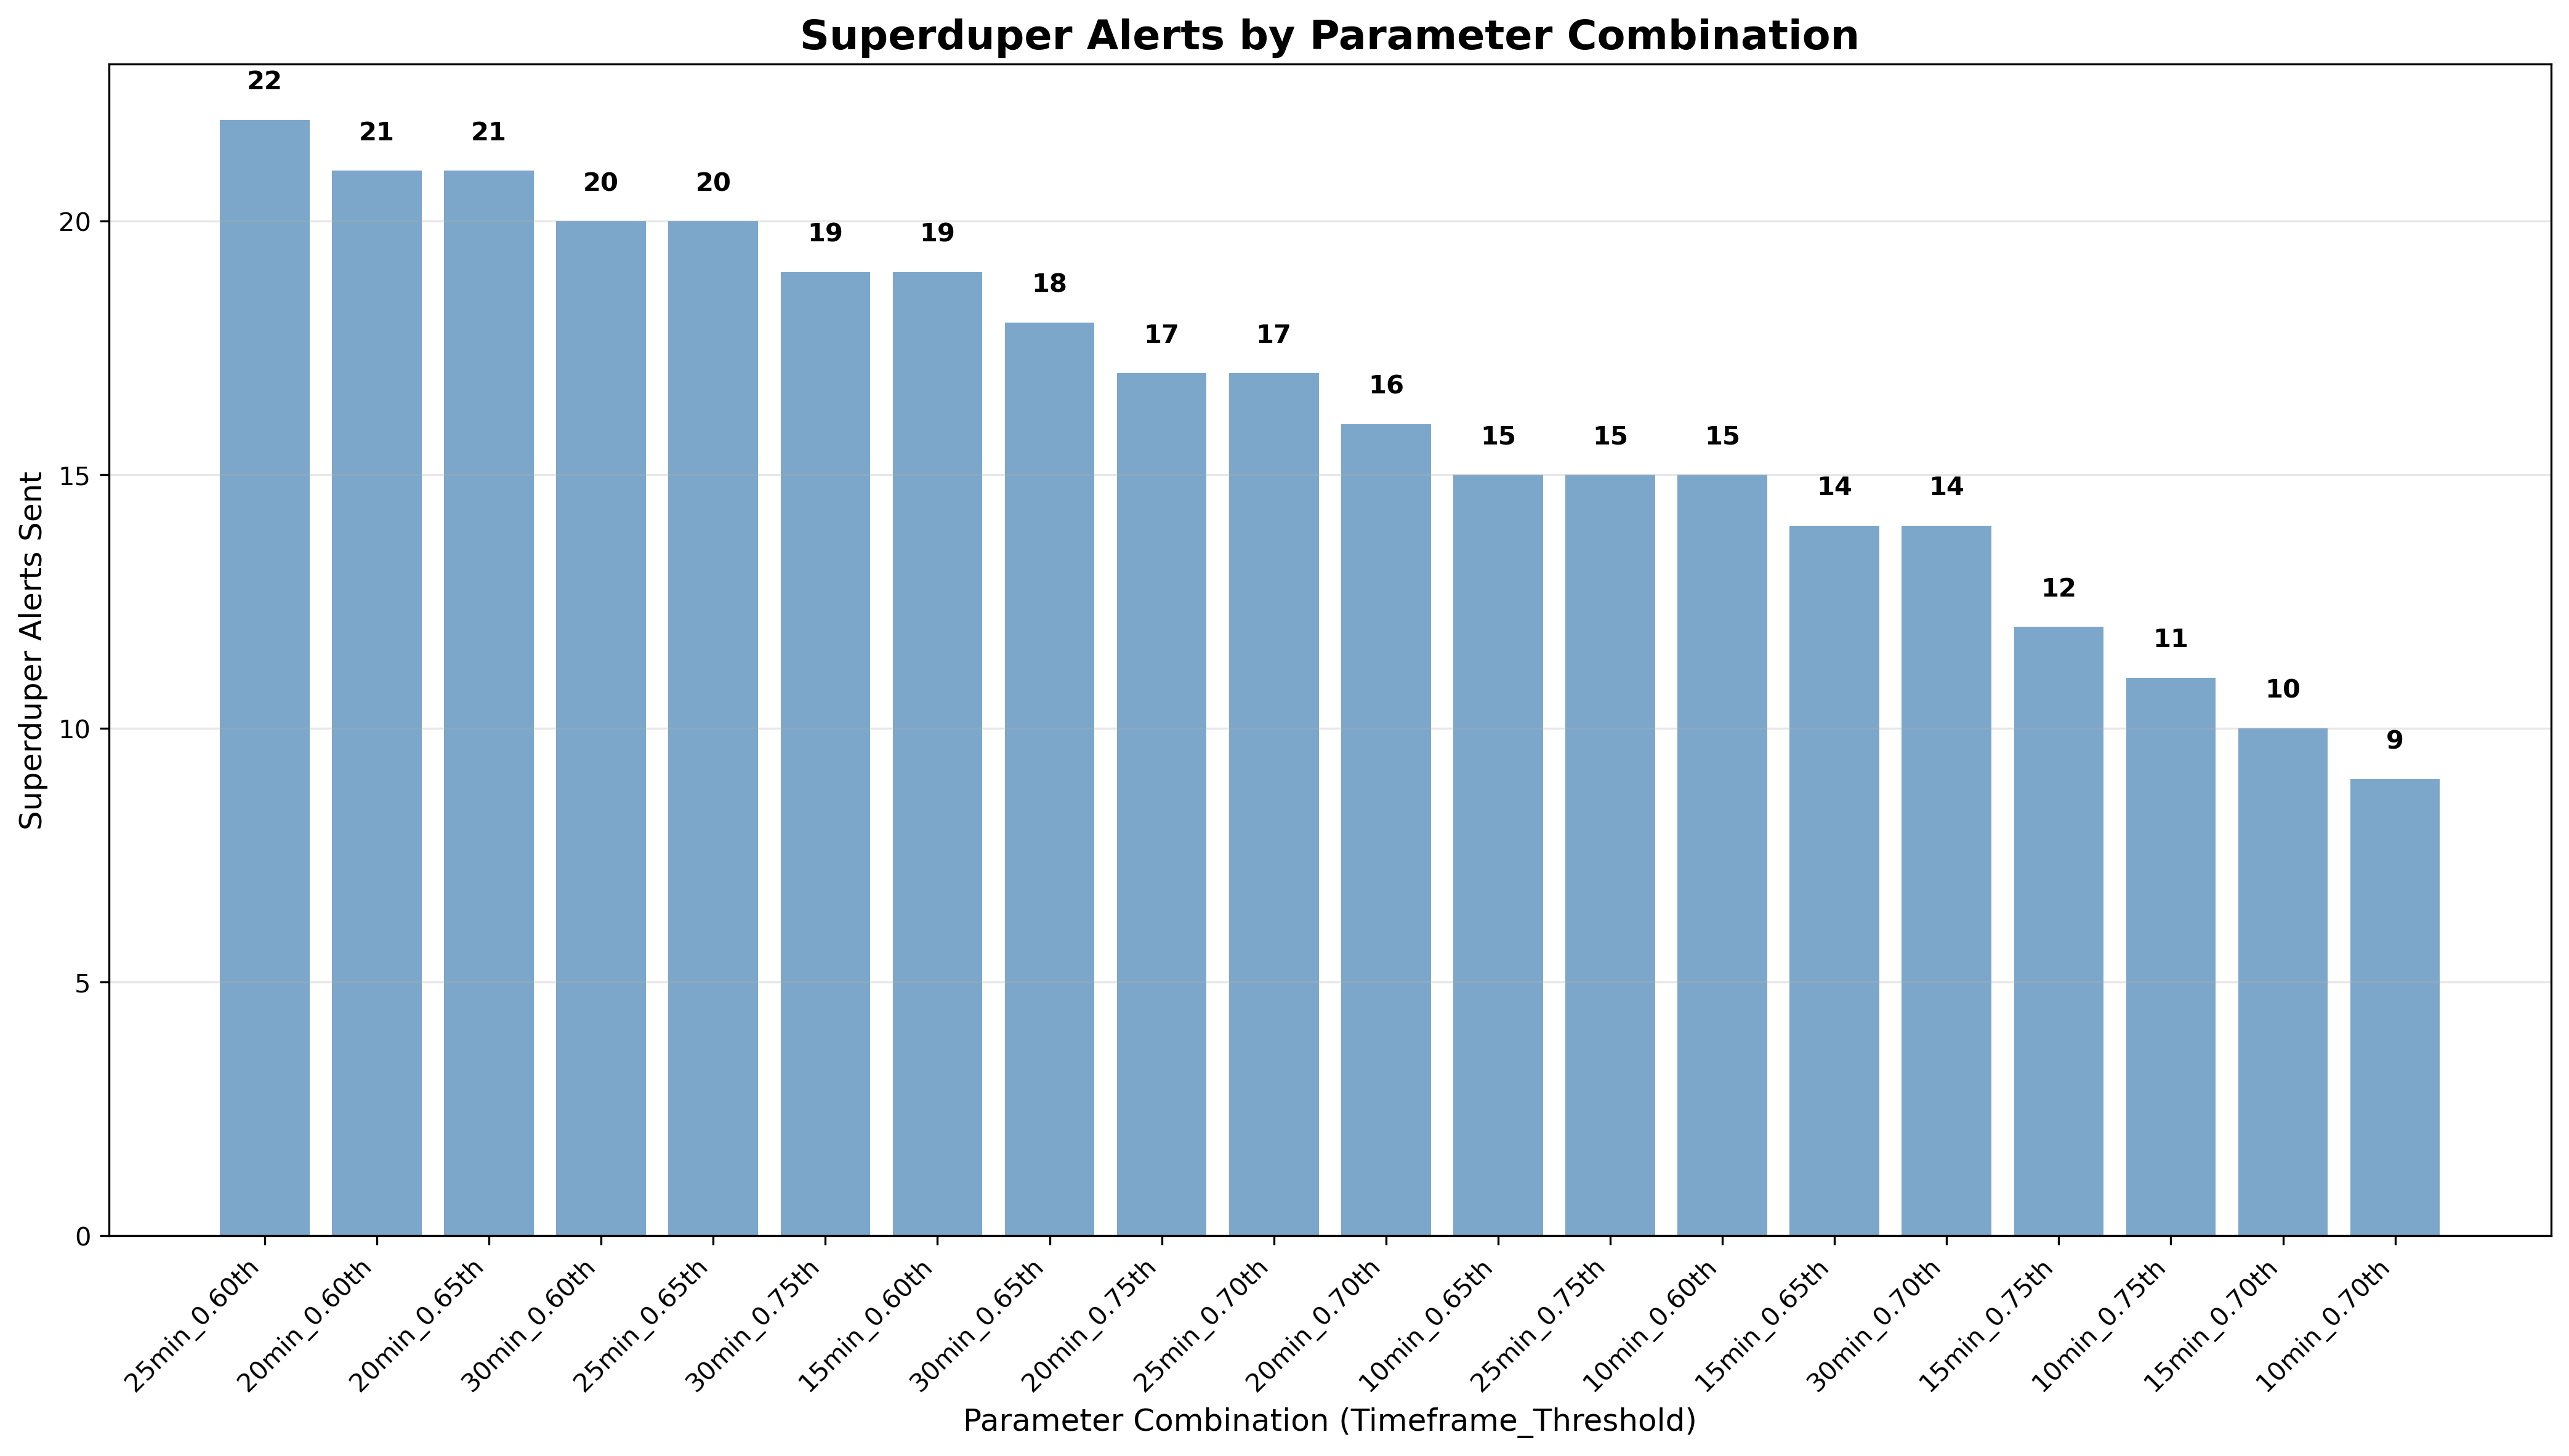 Superduper Alerts by Parameter Combination
22
21
21
20
20
19
19
18
17
17
16
15
15
15
14
14
12
11
10
9
Superduper Alerts Sent
20
15
10
5
0
25min_0.60th
20min_0.60th
20min_0.65th
30min_0.60th
25min_0.65th
30min_0.75th
15min_0.60th
30min_0.65th
20min_0.75th
25min_0.70th
20min_0.70th
10min_0.65th
25min_0.75th
10min_0.60th
15min_0.65th
30min_0.70th
15min_0.75th
10min_0.75th
15min_0.70th
10min_0.70th
Parameter Combination (Timeframe_Threshold)